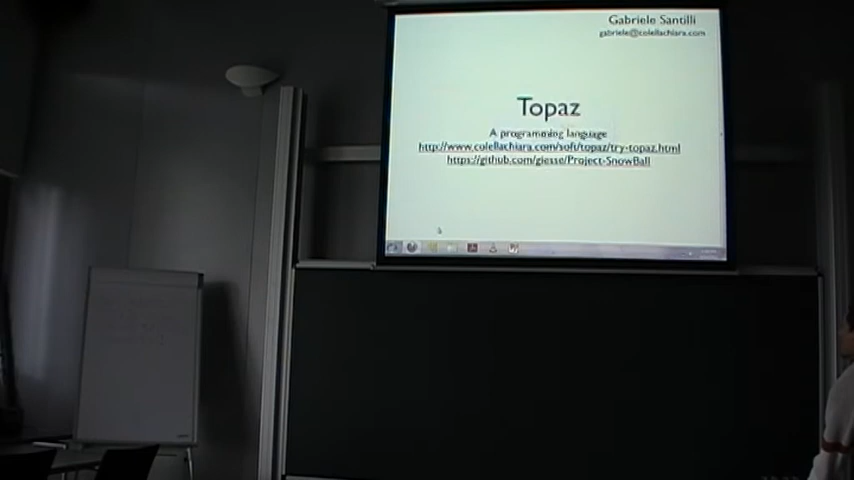 Gabriele Santilli
gabriele@colellachiara.com
Topaz
A programming language
http://www.colellachiara.com/soft/topaz/try-topaz.html
https://github.com/giesse/Project-SnowBall